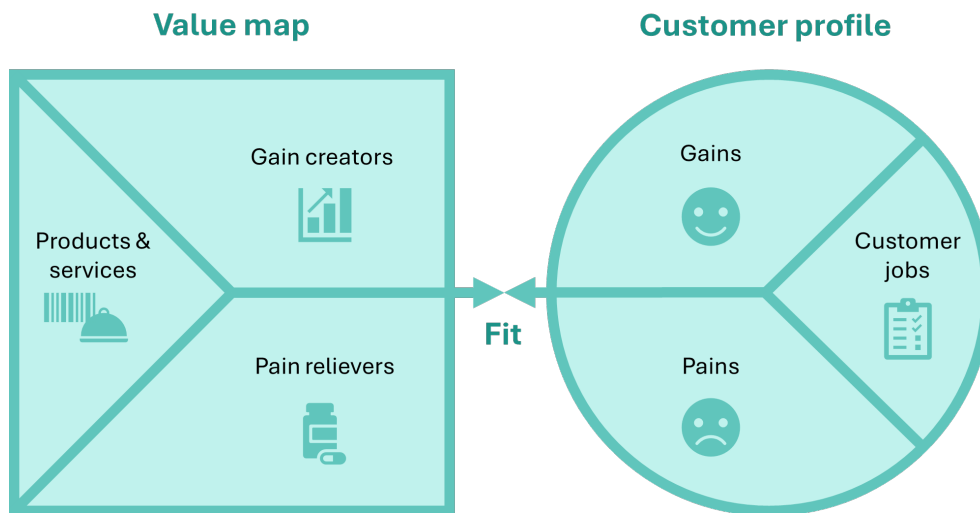 Value map
Customer profile
Gain creators
Products &
services
Pain relievers
Fit
Gains
Customer
jobs
Pains